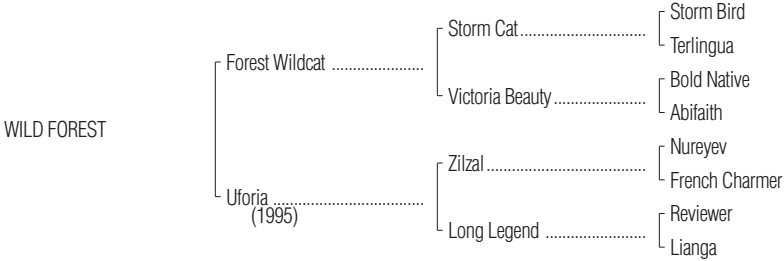 Storm Bird
Storm Cat
Terlingua
Forest Wildcat
Bold Native
Victoria Beauty
Abifaith
WILD FOREST
Nureyev
Zilzal
French Charmer
Uforia
(1995)
Reviewer
Long Legend
Lianga